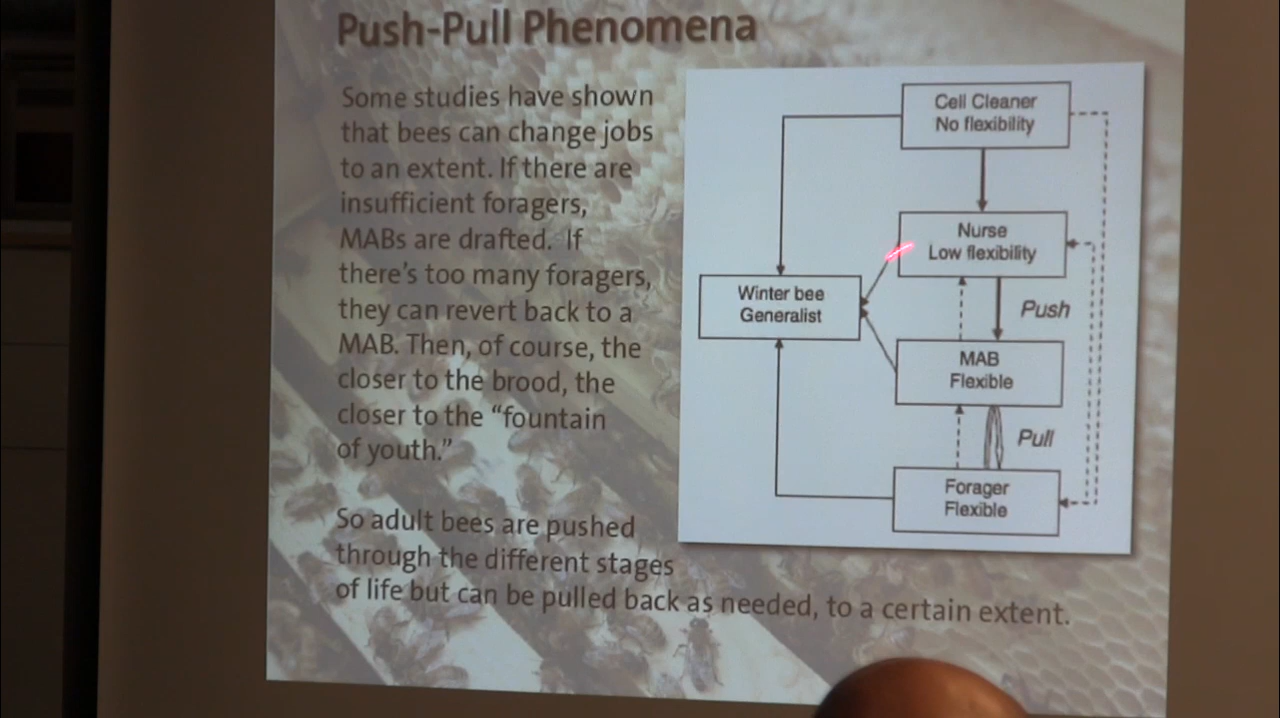 Push-Pull Phenomena
Some studies have shown
that bees can change jobs
to an extent. If there are
insufficient foragers,
MABs are drafted. If
there's too many foragers,
they can revert back to a
MAB. Then, of course, the
closer to the brood, the
closer to the “fountain
of youth.”
So adult bees are pushed
through the different stages
of life but can be pulled back as needed, to a certain extent.
Cell Cleaner
No flexibility
Nurse
Low flexibility
Push
Winter bee
Generalist
MAB
Flexible
Pull
Forager
Flexible